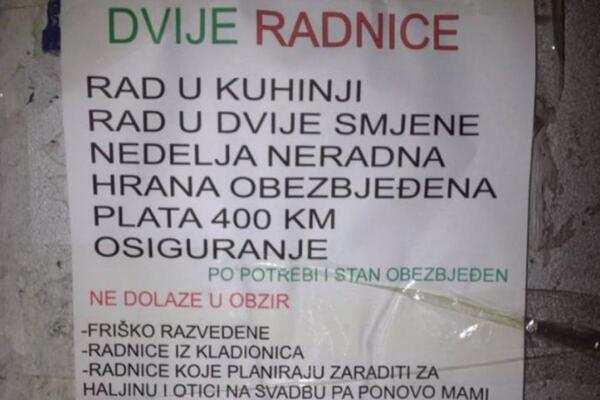 DVIJE RADNICE
RAD U KUHINJI
RAD U DVIJE SMJENE
NEDELJA NERADNA
HRANA OBEZBJEĐENA
PLATA 400 KM
OSIGURANJE
PO POTREBI I STAN OBEZBJEĐEN
NE DOLAZE U OBZIR
-FRIŠKO RAZVEDENE
-RADNICE IZ KLADIONICA
-RADNICE KOJE PLANIRAJU ZARADITI ZA
HALJINU I OTICI NA SVADBU PA PONOVO MAMI